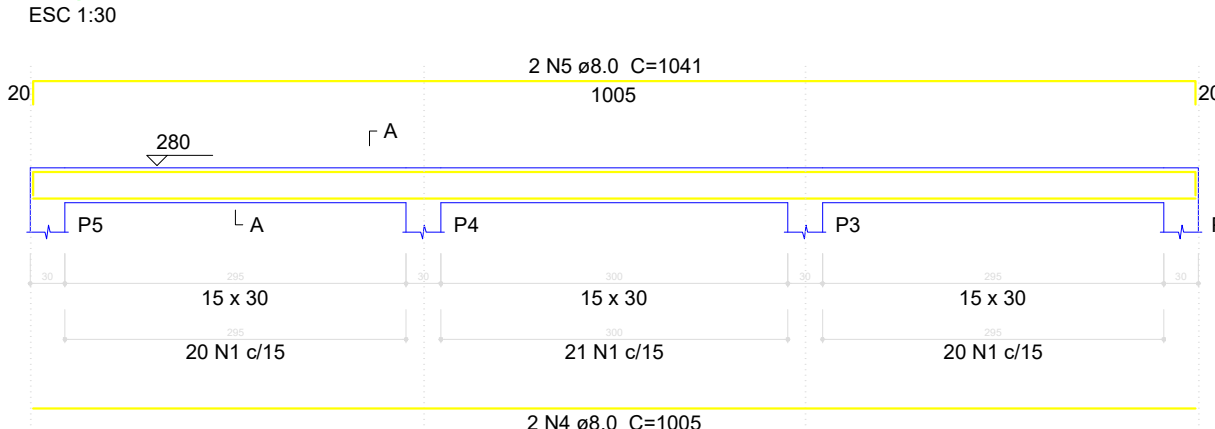 ESC 1:30
2 N5 ø8.0 C=1041
20 1005 20
A
280
P5 A P4 P3
30 295 30 300 30 295 30
15 x 30 15 x 30 15 x 30
295 300 295
20 N1 c/15 21 N1 c/15 20 N1 c/15
2 N4 ø8.0 C=1005